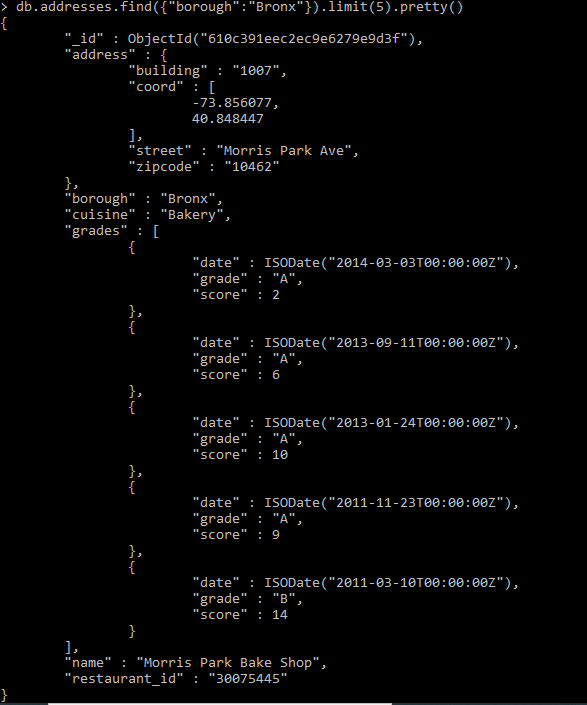 > db.addresses.find({"borough":"Bronx"}).limit(5).pretty()
{
        "_id" : ObjectId("610c391eec2ec9e6279e9d3f"),
        "address" : {
                "building" : "1007",
                "coord" : [
                        -73.856077,
                        40.848447
                ],
                "street" : "Morris Park Ave",
                "zipcode" : "10462"
        },
        "borough" : "Bronx",
        "cuisine" : "Bakery",
        "grades" : [
                {
                        "date" : ISODate("2014-03-03T00:00:00Z"),
                        "grade" : "A",
                        "score" : 2
                },
                {
                        "date" : ISODate("2013-09-11T00:00:00Z"),
                        "grade" : "A",
                        "score" : 6
                },
                {
                        "date" : ISODate("2013-01-24T00:00:00Z"),
                        "grade" : "A",
                        "score" : 10
                },
                {
                        "date" : ISODate("2011-11-23T00:00:00Z"),
                        "grade" : "A",
                        "score" : 9
                },
                {
                        "date" : ISODate("2011-03-10T00:00:00Z"),
                        "grade" : "B",
                        "score" : 14
                }
        ],
        "name" : "Morris Park Bake Shop",
        "restaurant_id" : "30075445"
}